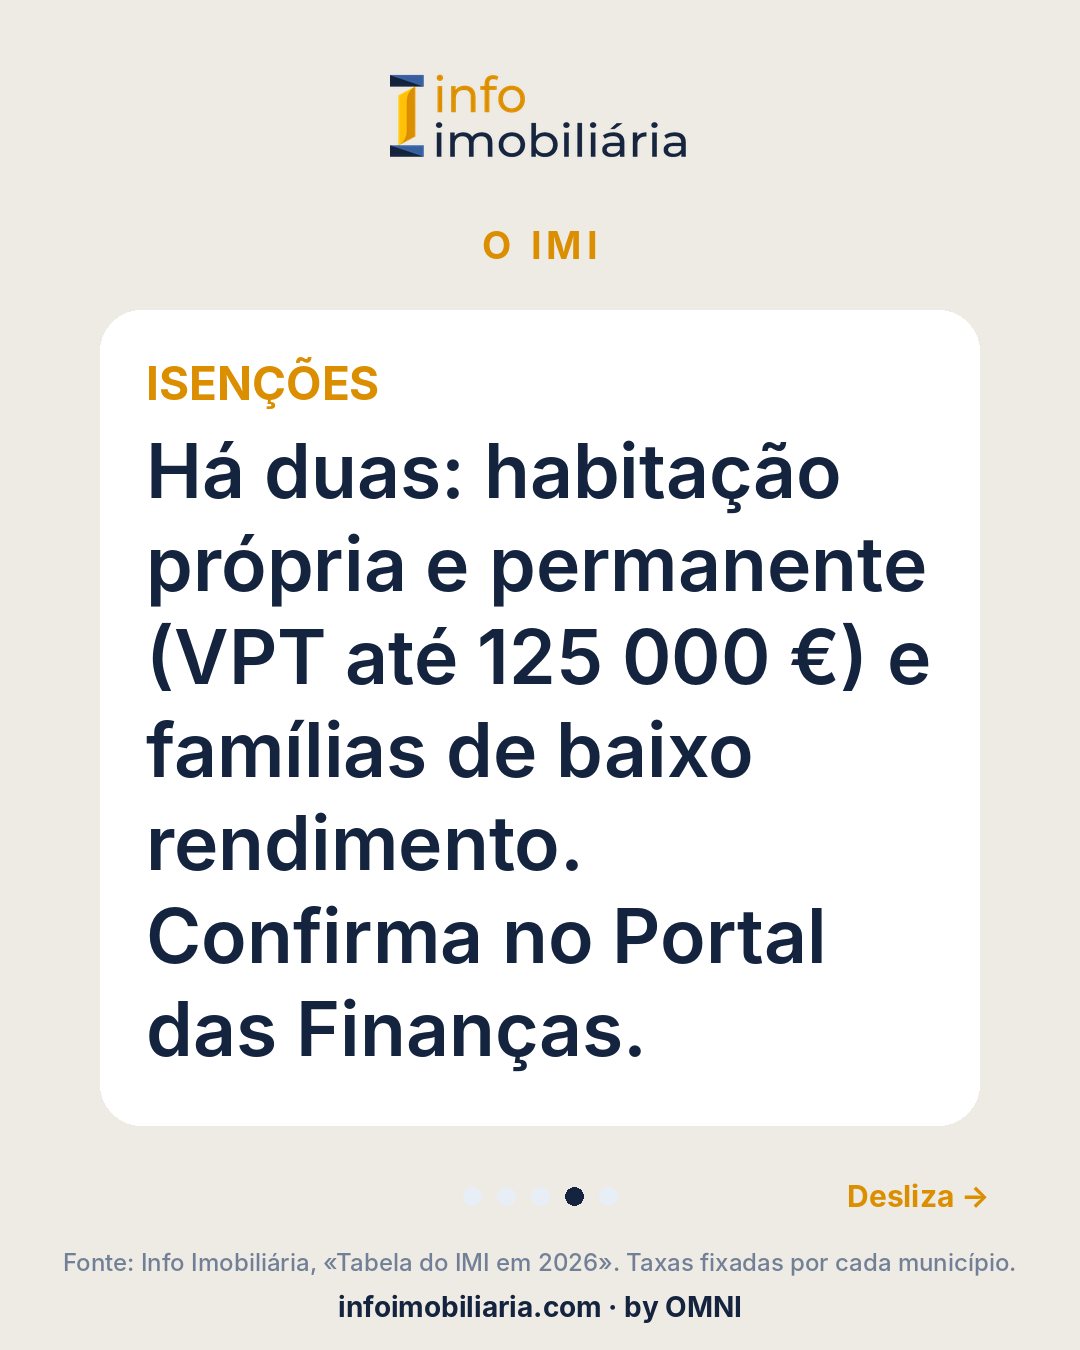 info
imobiliária
O IMI
ISENÇÕES
Há duas: habitação
própria e permanente
(VPT até 125 000 €) e
famílias de baixo
rendimento.
Confirma no Portal
das Finanças.
Desliza →
Fonte: Info Imobiliária, «Tabela do IMI em 2026». Taxas fixadas por cada município.
infoimobiliaria.com · by OMNI